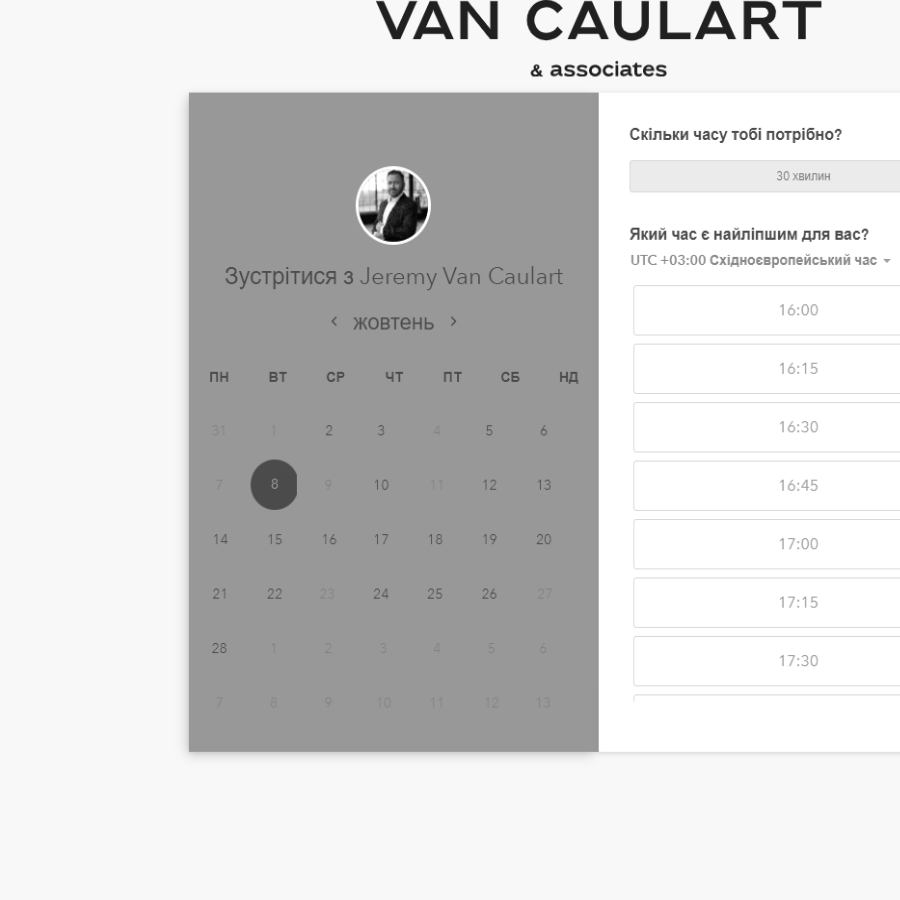 VAN CAULART
& associates
Зустрітися з Jeremy Van Caulart
жовтень
ПН ВТ СР ЧТ ПТ СБ НД
31 1 2 3 4 5 6
7 8 9 10 11 12 13
14 15 16 17 18 19 20
21 22 23 24 25 26 27
28 1 2 3 4 5 6
7 8 9 10 11 12 13
Скільки часу тобі потрібно?
30 хвилин
Який час є найліпшим для вас?
UTC +03:00 Східноєвропейський час
16:00
16:15
16:30
16:45
17:00
17:15
17:30